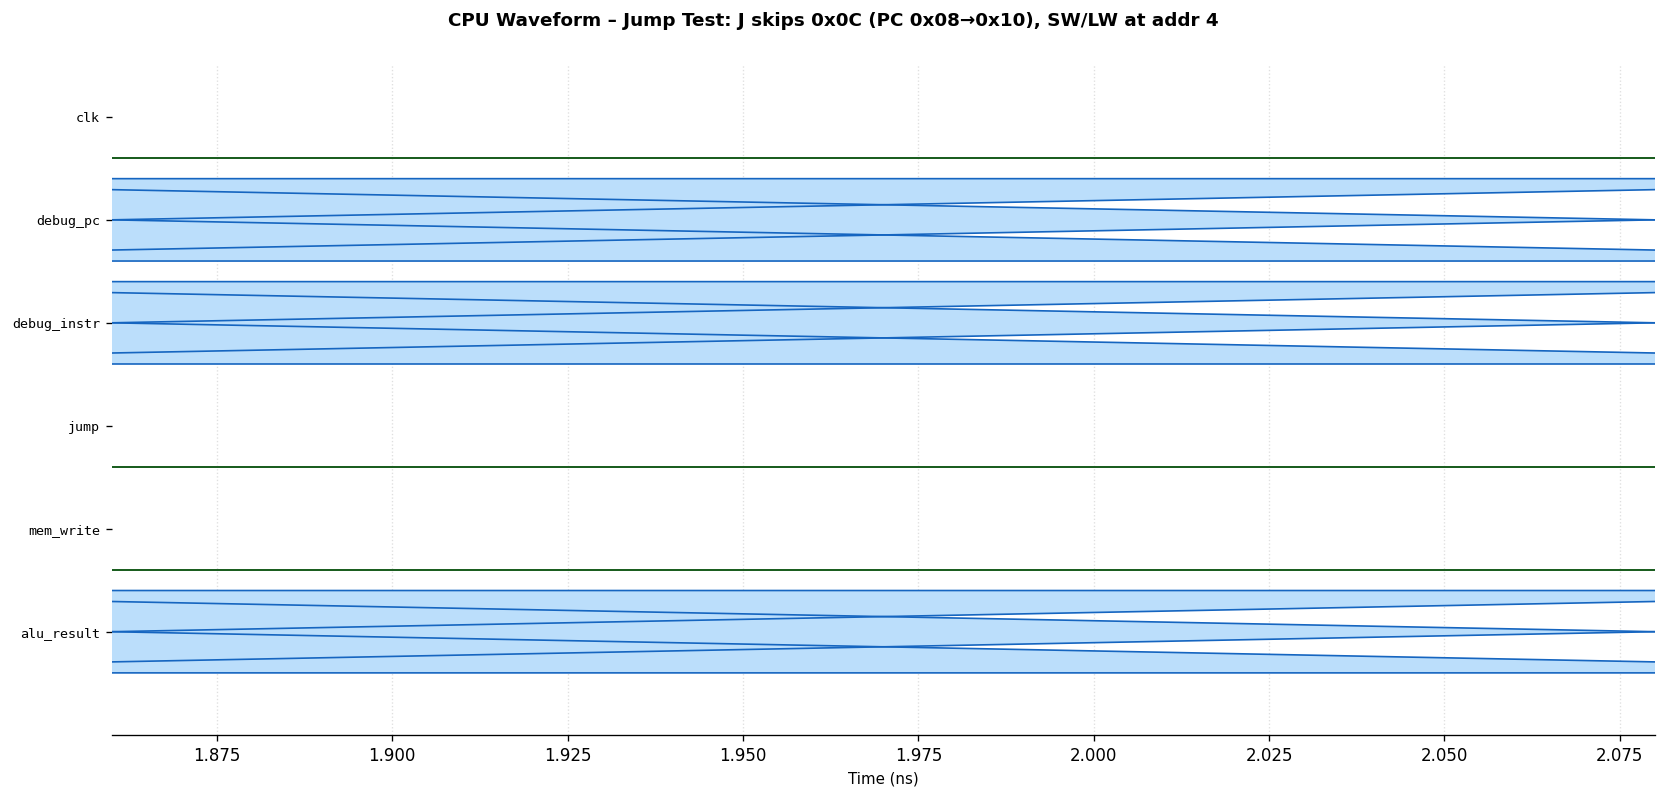 CPU Waveform – Jump Test: J skips 0x0C (PC 0x08→0x10), SW/LW at addr 4
clk
debug_pc
debug_instr
jump
mem_write
alu_result
1.875 1.900 1.925 1.950 1.975 2.000 2.025 2.050 2.075
Time (ns)